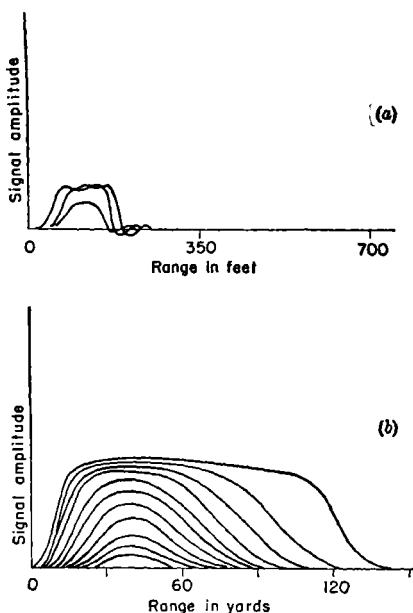 Signal amplitude
(a)
0 350 700
Range in feet
Signal amplitude
(b)
0 60 120
Range in yards